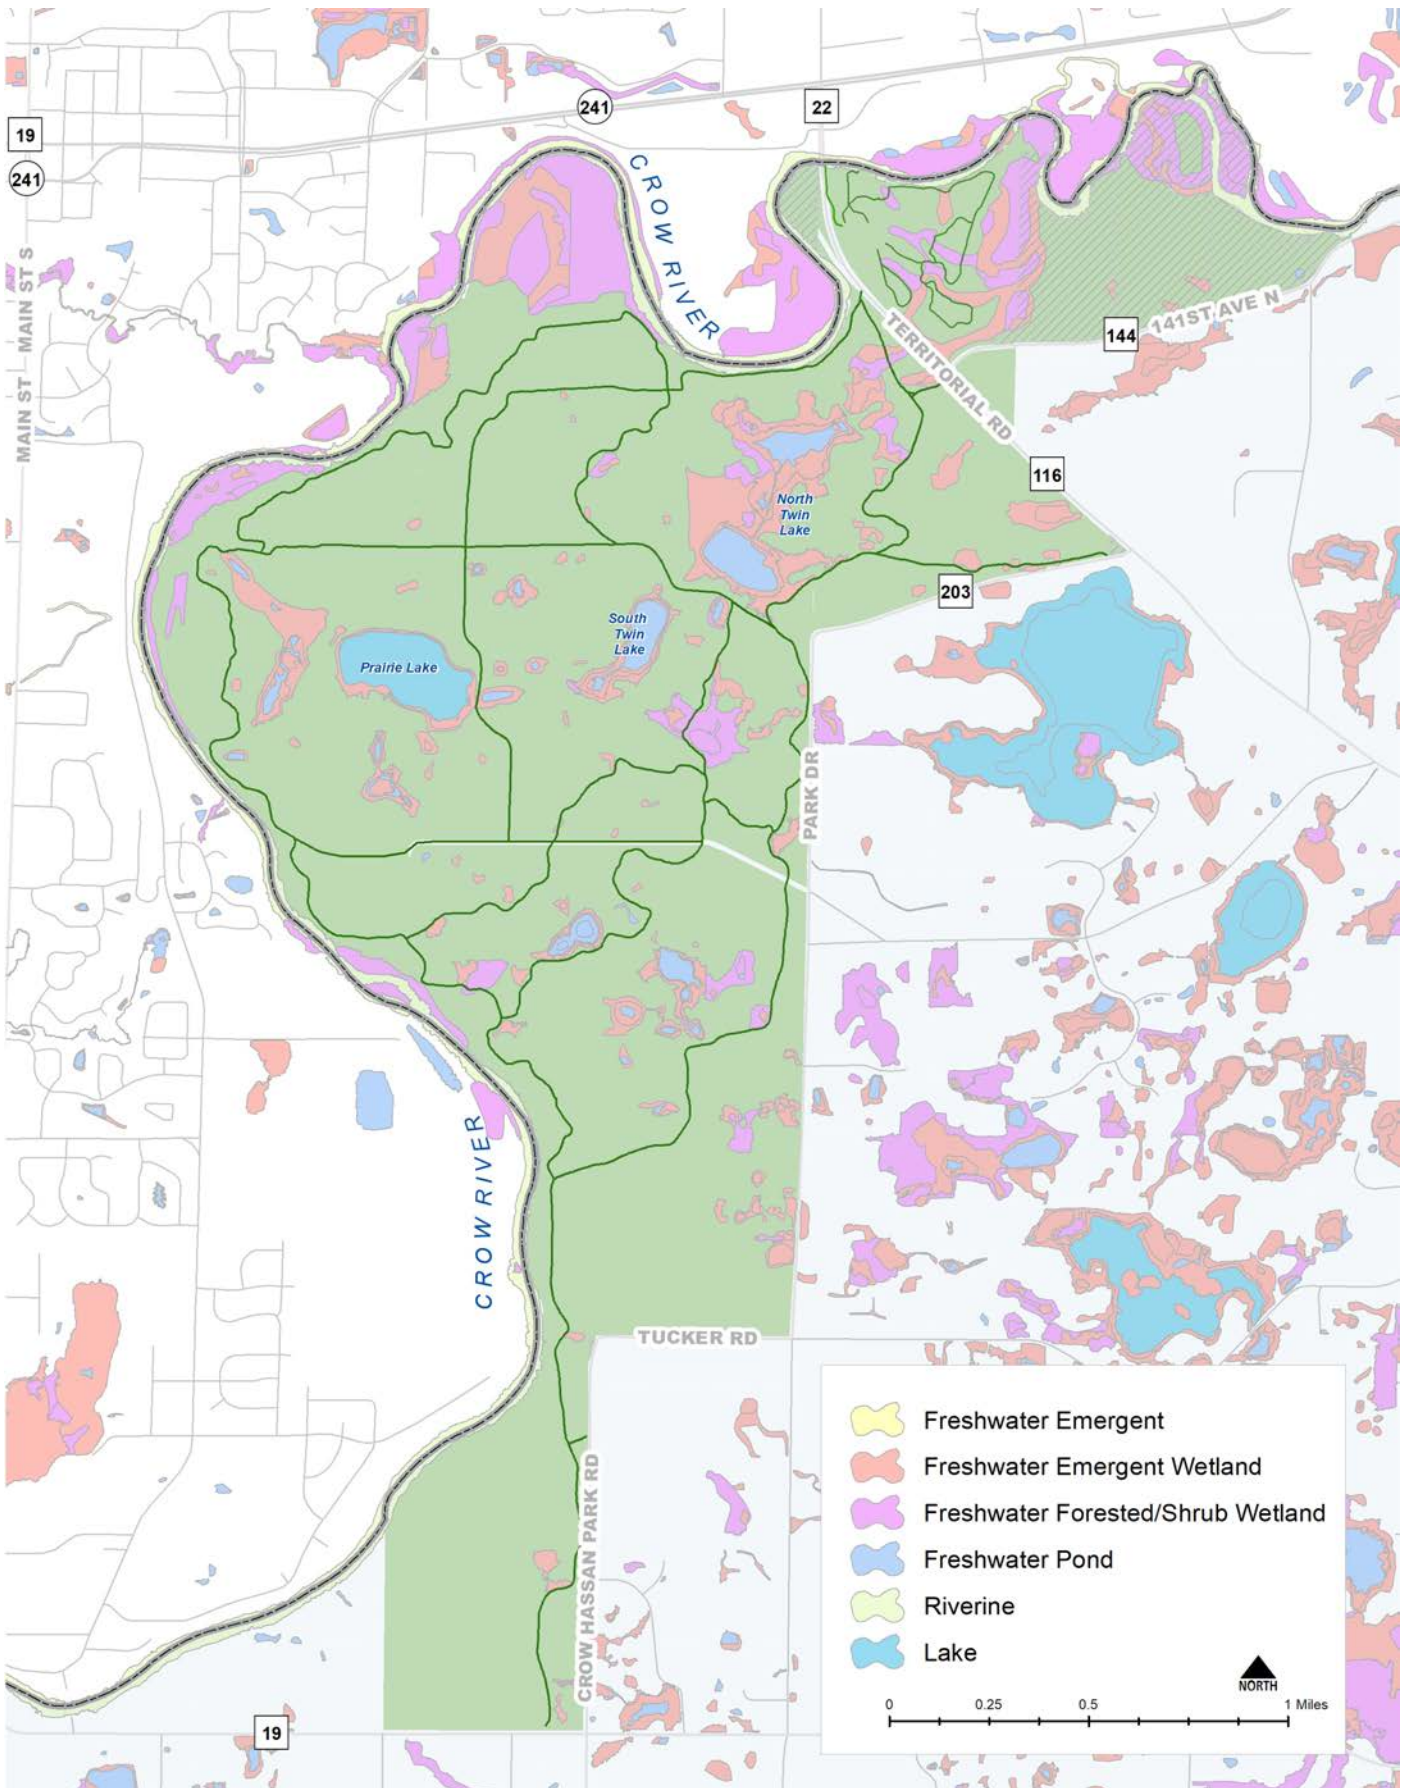 241
22
19
241
CROW RIVER
MAIN ST S
MAIN ST
TERRITORIAL RD
144
141ST AVE N
116
North
Twin
Lake
203
South
Twin
Lake
Prairie Lake
PARK DR
CROW RIVER
TUCKER RD
CROW HASSAN PARK RD
19
Freshwater Emergent
Freshwater Emergent Wetland
Freshwater Forested/Shrub Wetland
Freshwater Pond
Riverine
Lake
NORTH
0 0.25 0.5 1 Miles